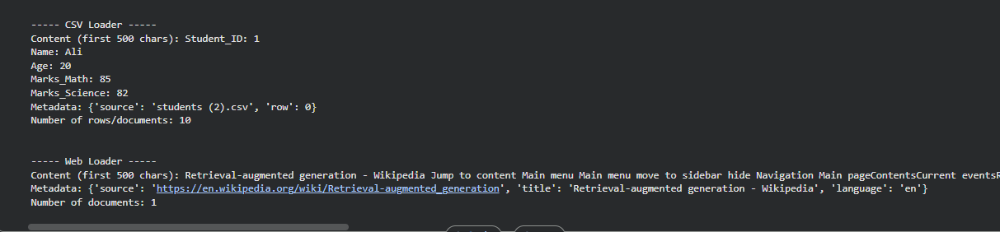 ----- CSV Loader -----
Content (first 500 chars): Student_ID: 1
Name: Ali
Age: 20
Marks_Math: 85
Marks_Science: 82
Metadata: {'source': 'students (2).csv', 'row': 0}
Number of rows/documents: 10
----- Web Loader -----
Content (first 500 chars): Retrieval-augmented generation - Wikipedia Jump to content Main menu Main menu move to sidebar hide Navigation Main pageContentsCurrent events
Metadata: {'source': 'https://en.wikipedia.org/wiki/Retrieval-augmented_generation', 'title': 'Retrieval-augmented generation - Wikipedia', 'language': 'en'}
Number of documents: 1